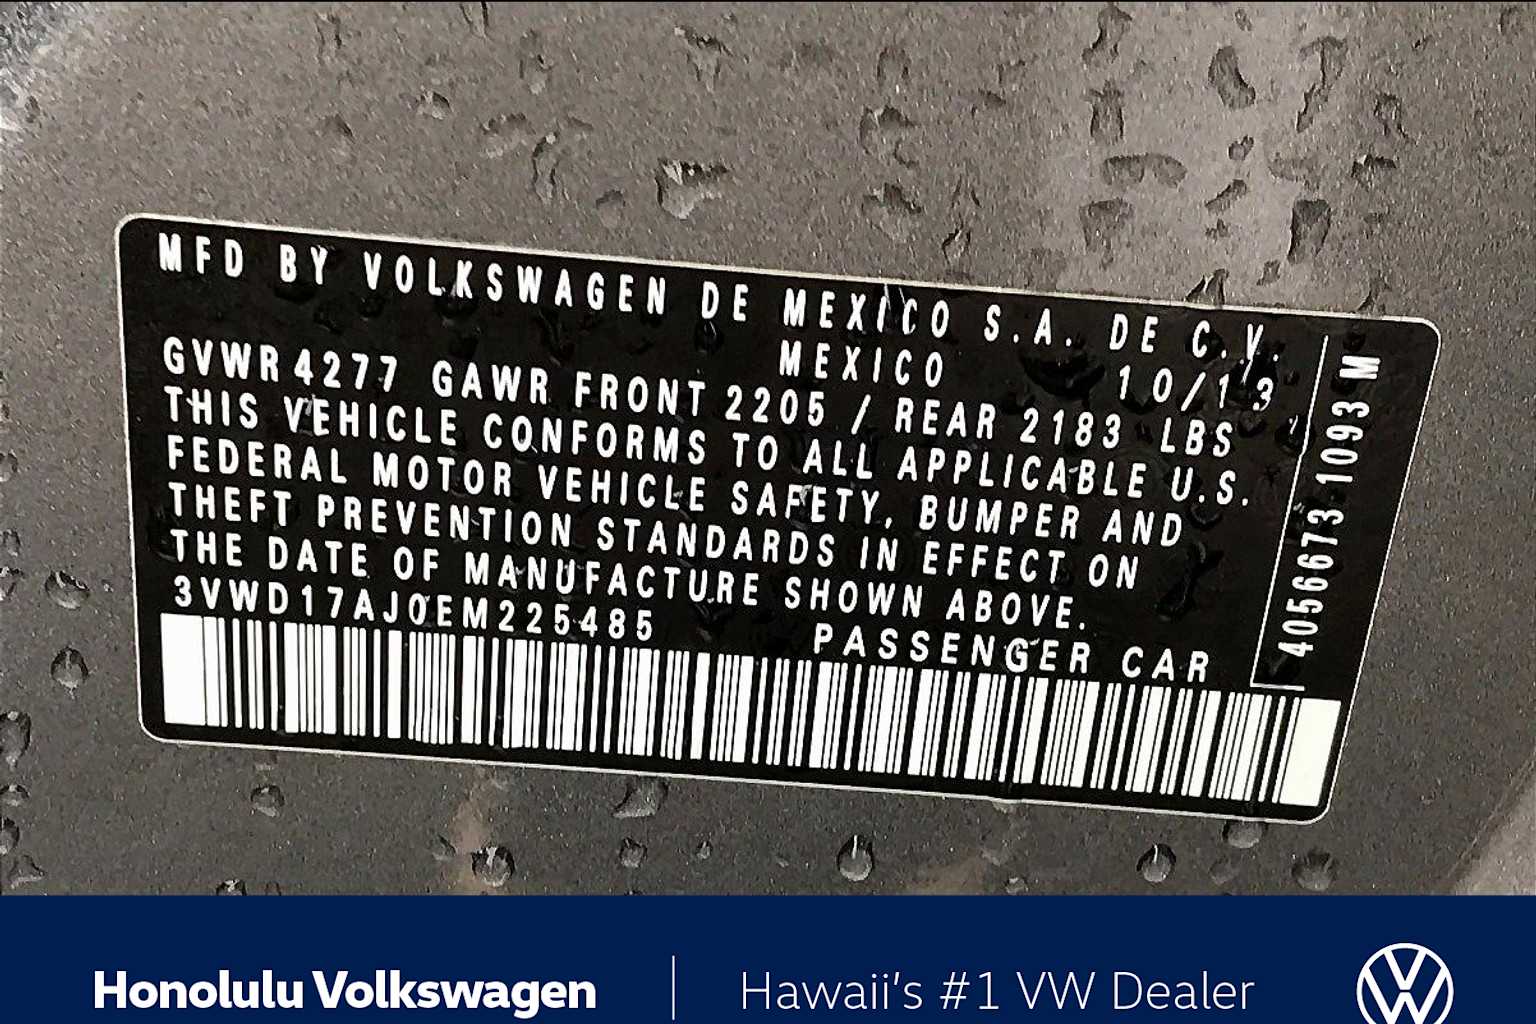 MFD BY VOLKSWAGEN DE MEXICO S.A. DE C.V.
MEXICO 10/13
GVWR 4277 GAWR FRONT 2205 / REAR 2183 LBS
THIS VEHICLE CONFORMS TO ALL APPLICABLE U.S.
FEDERAL MOTOR VEHICLE SAFETY, BUMPER AND
THEFT PREVENTION STANDARDS IN EFFECT ON
THE DATE OF MANUFACTURE SHOWN ABOVE.
3VWD17AJ0EM225485 PASSENGER CAR
4056673 1093 M
Honolulu Volkswagen | Hawaii's #1 VW Dealer